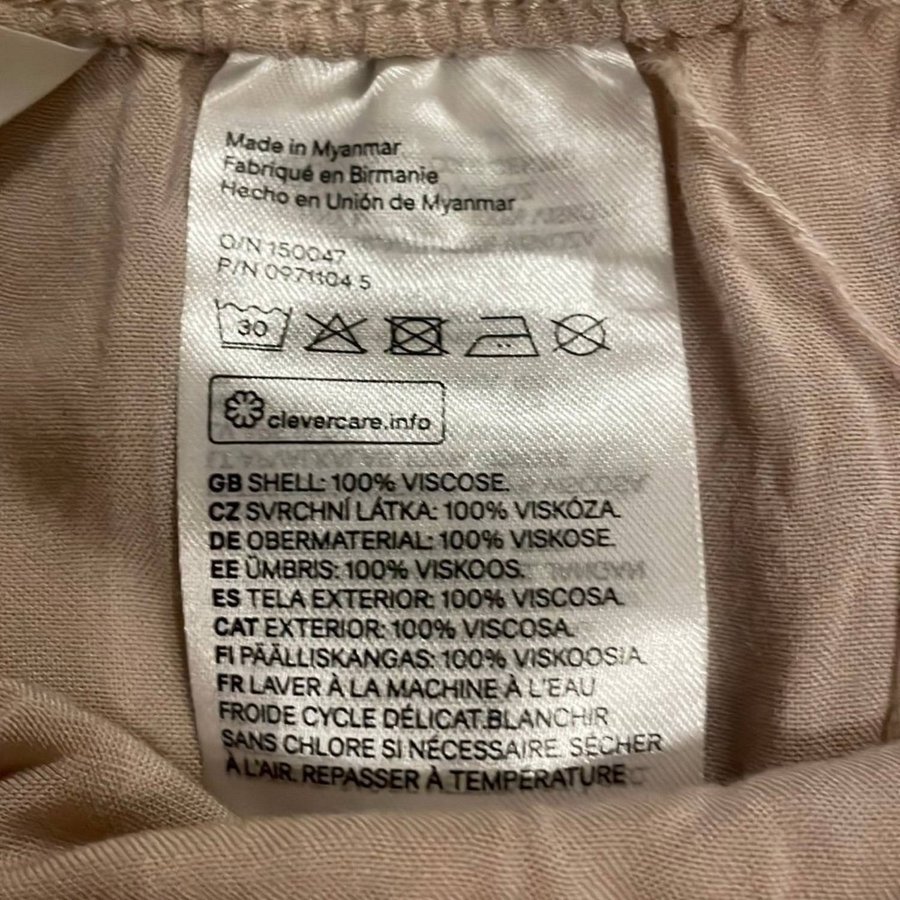 Made in Myanmar
Fabriqué en Birmanie
Hecho en Unión de Myanmar
O/N 150047
P/N 0971104 5
30
clevercare.info
GB SHELL: 100% VISCOSE.
CZ SVRCHNÍ LÁTKA: 100% VISKÓZA.
DE OBERMATERIAL: 100% VISKOSE.
EE ÜMBRIS: 100% VISKOOS.
ES TELA EXTERIOR: 100% VISCOSA.
CAT EXTERIOR: 100% VISCOSA.
FI PÄÄLLISKANGAS: 100% VISKOOSIA.
FR LAVER À LA MACHINE À L'EAU
FROIDE CYCLE DÉLICAT.BLANCHIR
SANS CHLORE SI NÉCESSAIRE. SÉCHER
À L'AIR. REPASSER À TEMPÉRATURE